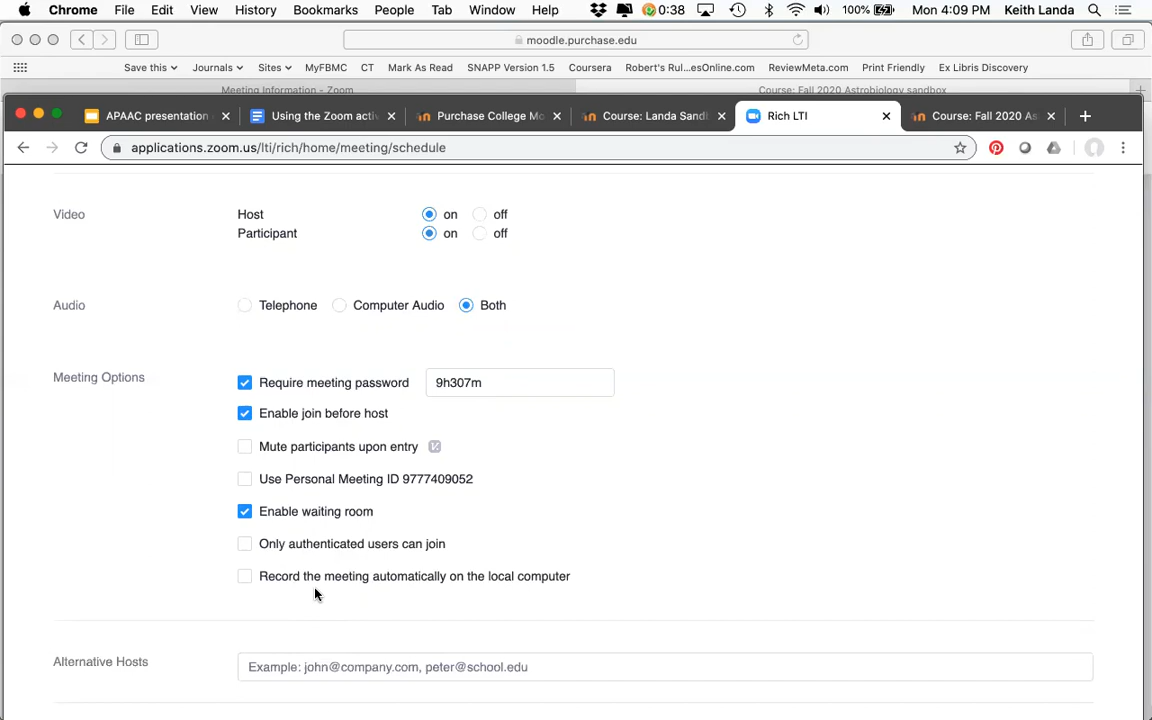 Chrome File Edit View History Bookmarks People Tab Window Help 0:38 100% Mon 4:09 PM Keith Landa
moodle.purchase.edu
Save this Journals Sites MyFBMC CT Mark As Read SNAPP Version 1.5 Coursera Robert's Rul...esOnline.com ReviewMeta.com Print Friendly Ex Libris Discovery
Meeting Information - Zoom Course: Fall 2020 Astrobiology sandbox
APAAC presentation Using the Zoom acti Purchase College Mo Course: Landa Sandb Rich LTI Course: Fall 2020 As
applications.zoom.us/lti/rich/home/meeting/schedule
Video Host on off
Participant on off
Audio Telephone Computer Audio Both
Meeting Options Require meeting password 9h307m
Enable join before host
Mute participants upon entry
Use Personal Meeting ID 9777409052
Enable waiting room
Only authenticated users can join
Record the meeting automatically on the local computer
Alternative Hosts Example: john@company.com, peter@school.edu